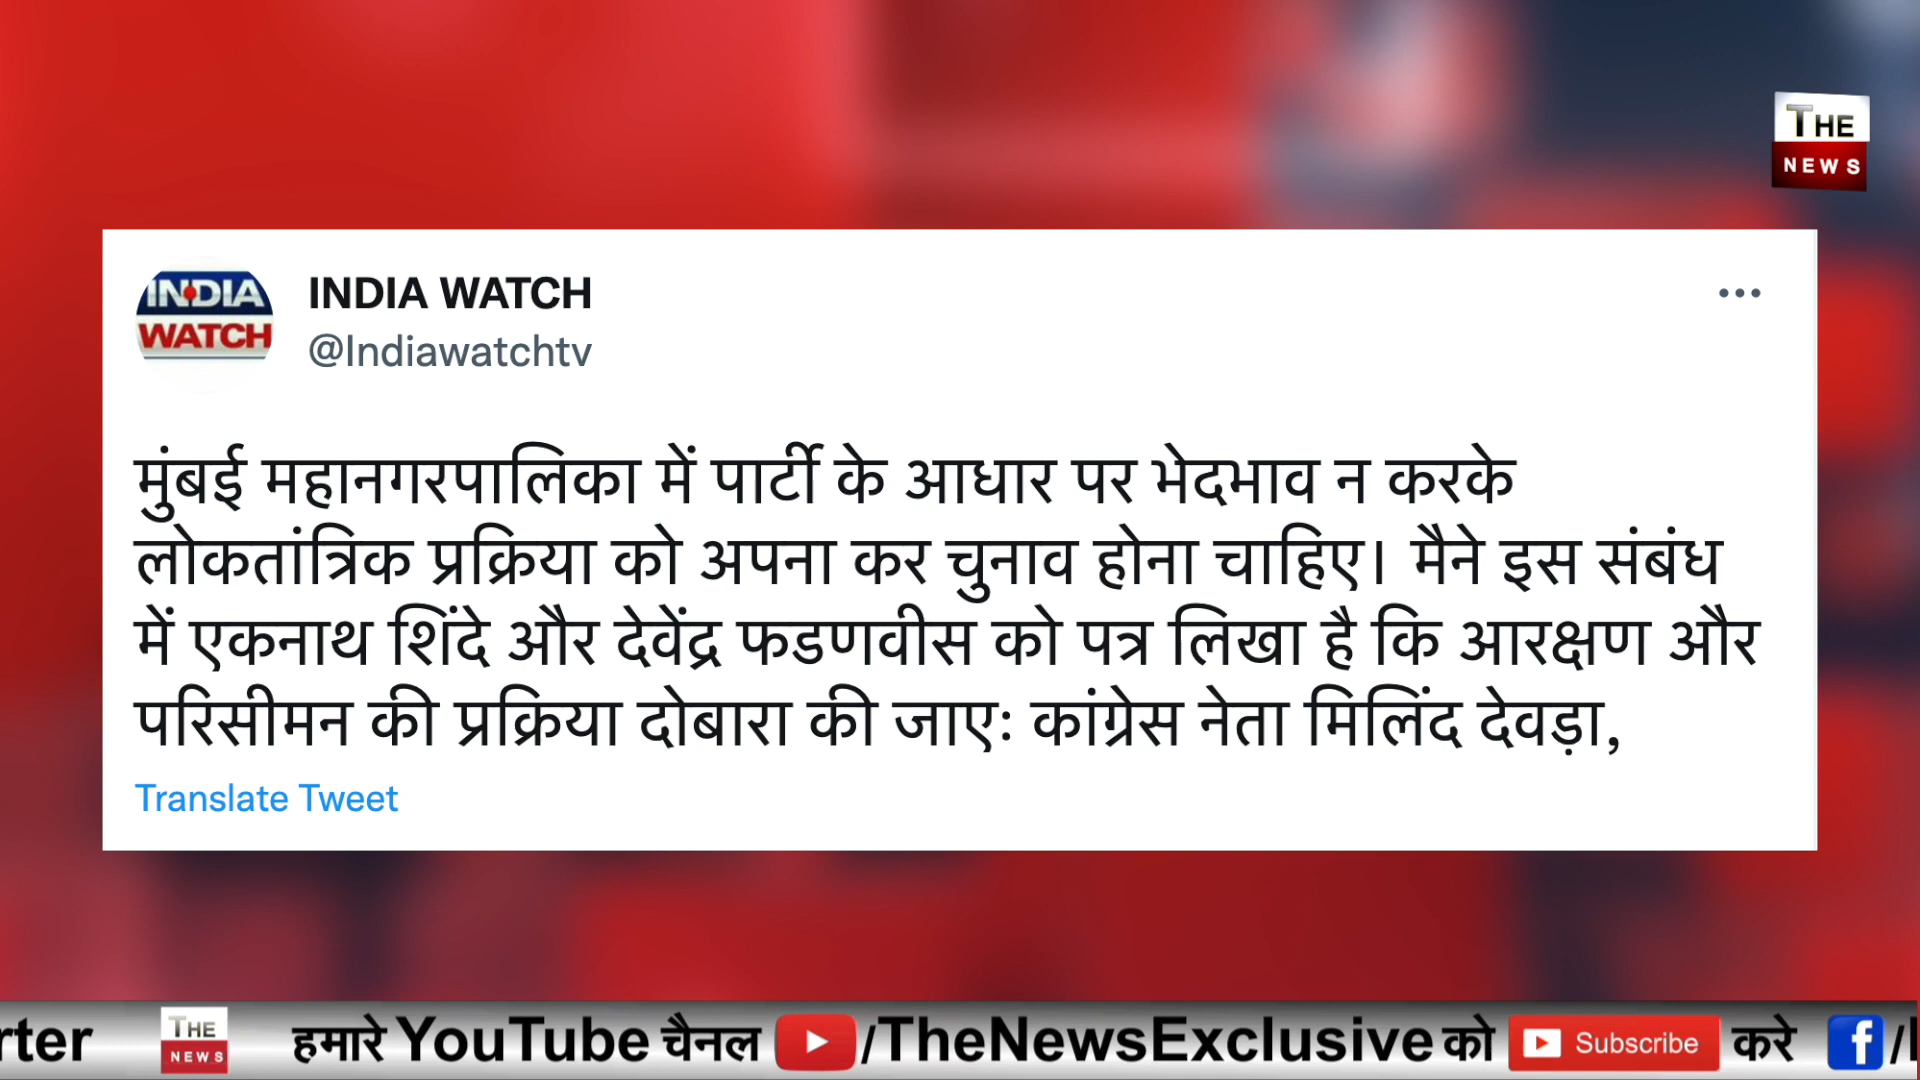 THE
NEWS
INDIA
WATCH
INDIA WATCH
@Indiawatchtv
मुंबई महानगरपालिका में पार्टी के आधार पर भेदभाव न करके
लोकतांत्रिक प्रक्रिया को अपना कर चुनाव होना चाहिए। मैने इस संबंध
में एकनाथ शिंदे और देवेंद्र फडणवीस को पत्र लिखा है कि आरक्षण और
परिसीमन की प्रक्रिया दोबारा की जाएः कांग्रेस नेता मिलिंद देवड़ा,
Translate Tweet
THE NEWS हमारे YouTube चैनल /TheNewsExclusive को Subscribe करे